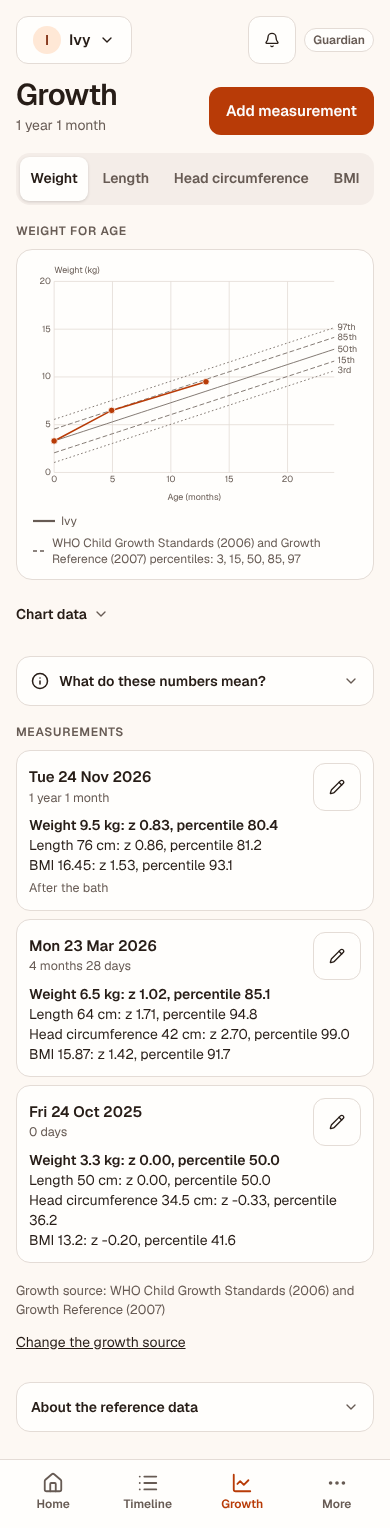 I Ivy
Guardian
Growth
1 year 1 month
Add measurement
Weight Length Head circumference BMI
WEIGHT FOR AGE
Weight (kg)
20
15
10
5
0
97th
85th
50th
15th
3rd
0 5 10 15 20
Age (months)
Ivy
WHO Child Growth Standards (2006) and Growth
Reference (2007) percentiles: 3, 15, 50, 85, 97
Chart data
What do these numbers mean?
MEASUREMENTS
Tue 24 Nov 2026
1 year 1 month
Weight 9.5 kg: z 0.83, percentile 80.4
Length 76 cm: z 0.86, percentile 81.2
BMI 16.45: z 1.53, percentile 93.1
After the bath
Mon 23 Mar 2026
4 months 28 days
Weight 6.5 kg: z 1.02, percentile 85.1
Length 64 cm: z 1.71, percentile 94.8
Head circumference 42 cm: z 2.70, percentile 99.0
BMI 15.87: z 1.42, percentile 91.7
Fri 24 Oct 2025
0 days
Weight 3.3 kg: z 0.00, percentile 50.0
Length 50 cm: z 0.00, percentile 50.0
Head circumference 34.5 cm: z -0.33, percentile
36.2
BMI 13.2: z -0.20, percentile 41.6
Growth source: WHO Child Growth Standards (2006) and
Growth Reference (2007)
Change the growth source
About the reference data
Home Timeline Growth More